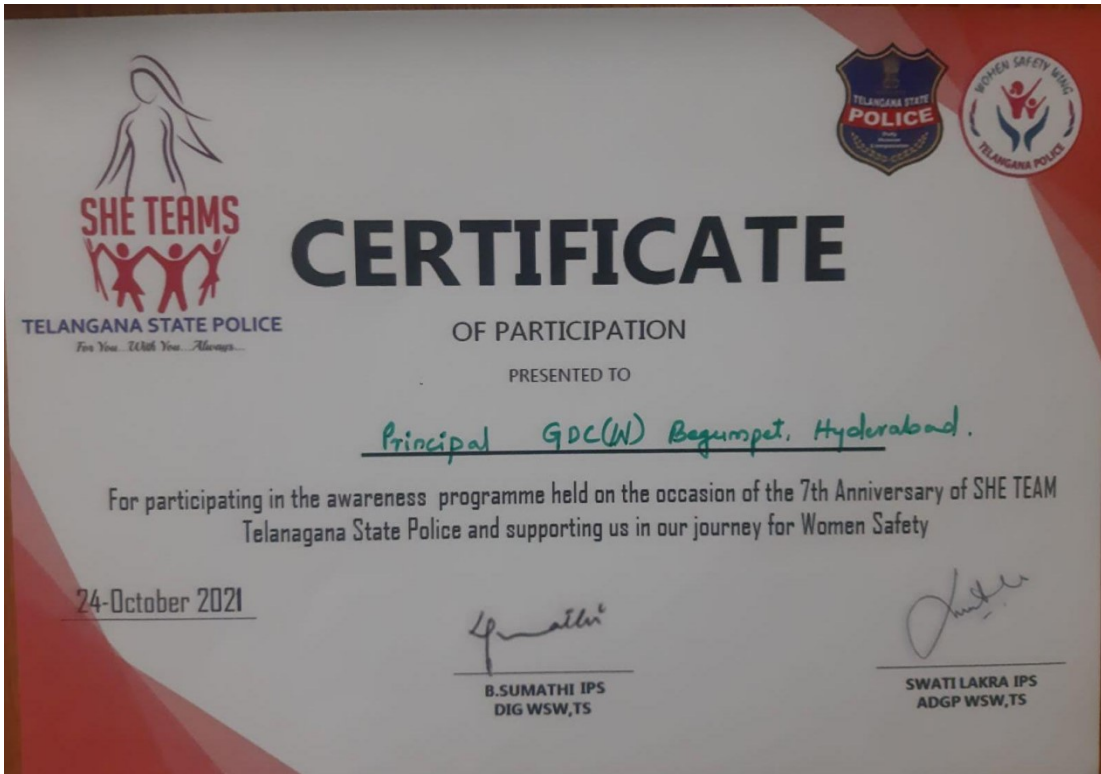 SHE TEAMS
TELANGANA STATE POLICE
For You...With You...Always....
TELANGANA STATE
POLICE
WOMEN SAFETY WING
TELANGANA POLICE
CERTIFICATE
OF PARTICIPATION
PRESENTED TO
Principal GDC(W) Begumpet, Hyderabad.
For participating in the awareness programme held on the occasion of the 7th Anniversary of SHE TEAM
Telanagana State Police and supporting us in our journey for Women Safety
24-October 2021
B.SUMATHI IPS
DIG WSW,TS
SWATI LAKRA IPS
ADGP WSW,TS